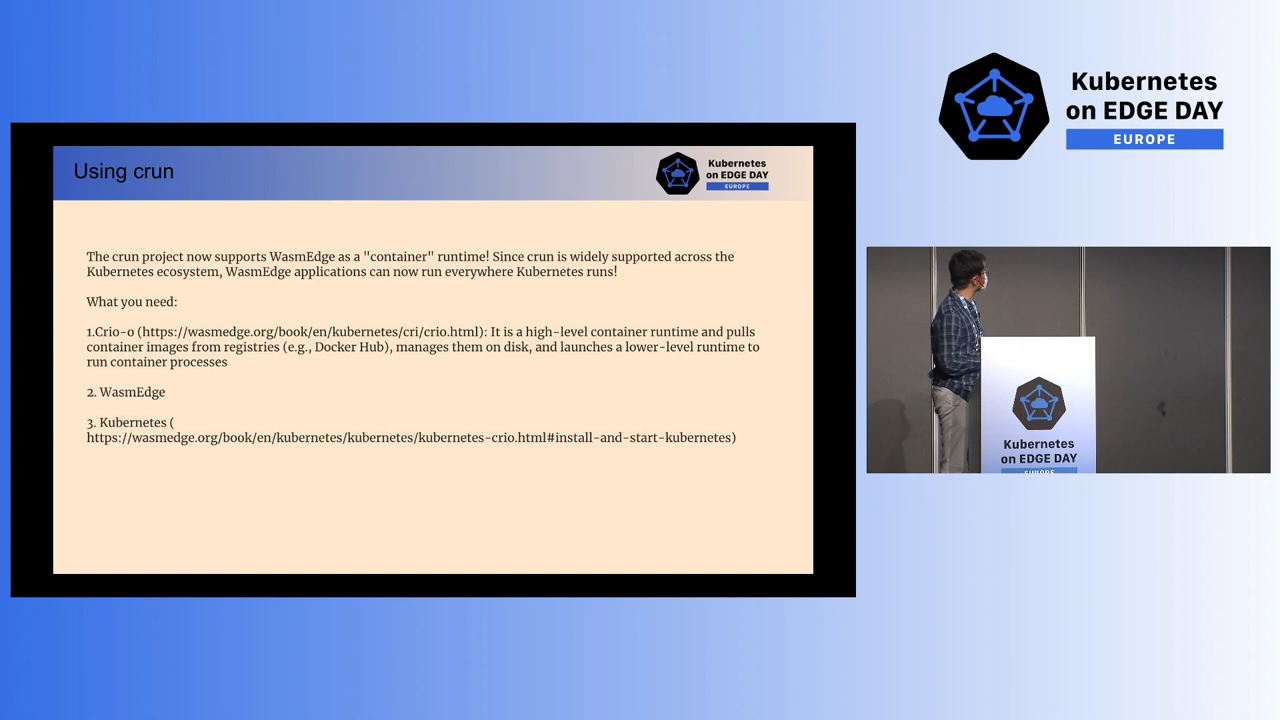 Using crun
Kubernetes
on EDGE DAY
EUROPE
The crun project now supports WasmEdge as a "container" runtime! Since crun is widely supported across the
Kubernetes ecosystem, WasmEdge applications can now run everywhere Kubernetes runs!
What you need:
1.Crio-o (https://wasmedge.org/book/en/kubernetes/cri/crio.html): It is a high-level container runtime and pulls
container images from registries (e.g., Docker Hub), manages them on disk, and launches a lower-level runtime to
run container processes
2. WasmEdge
3. Kubernetes (
https://wasmedge.org/book/en/kubernetes/kubernetes/kubernetes-crio.html#install-and-start-kubernetes)
Kubernetes
on EDGE DAY
EUROPE
Kubernetes
on EDGE DAY
EUROPE